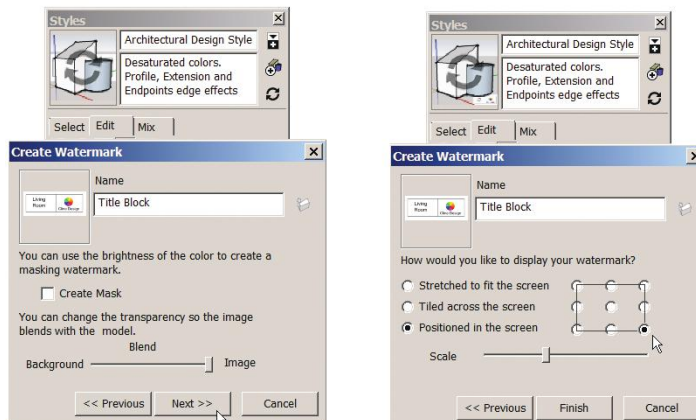 Styles
Architectural Design Style
Desaturated colors.
Profile, Extension and
Endpoints edge effects
Select Edit Mix
Create Watermark
Name
Living
Room
Title Block
You can use the brightness of the color to create a
masking watermark.
Create Mask
You can change the transparency so the image
blends with the model.
Blend
Background Image
<< Previous Next >> Cancel
Styles
Architectural Design Style
Desaturated colors.
Profile, Extension and
Endpoints edge effects
Select Edit Mix
Create Watermark
Name
Living
Room
Title Block
How would you like to display your watermark?
Stretched to fit the screen
Tiled across the screen
Positioned in the screen
Scale
<< Previous Finish Cancel